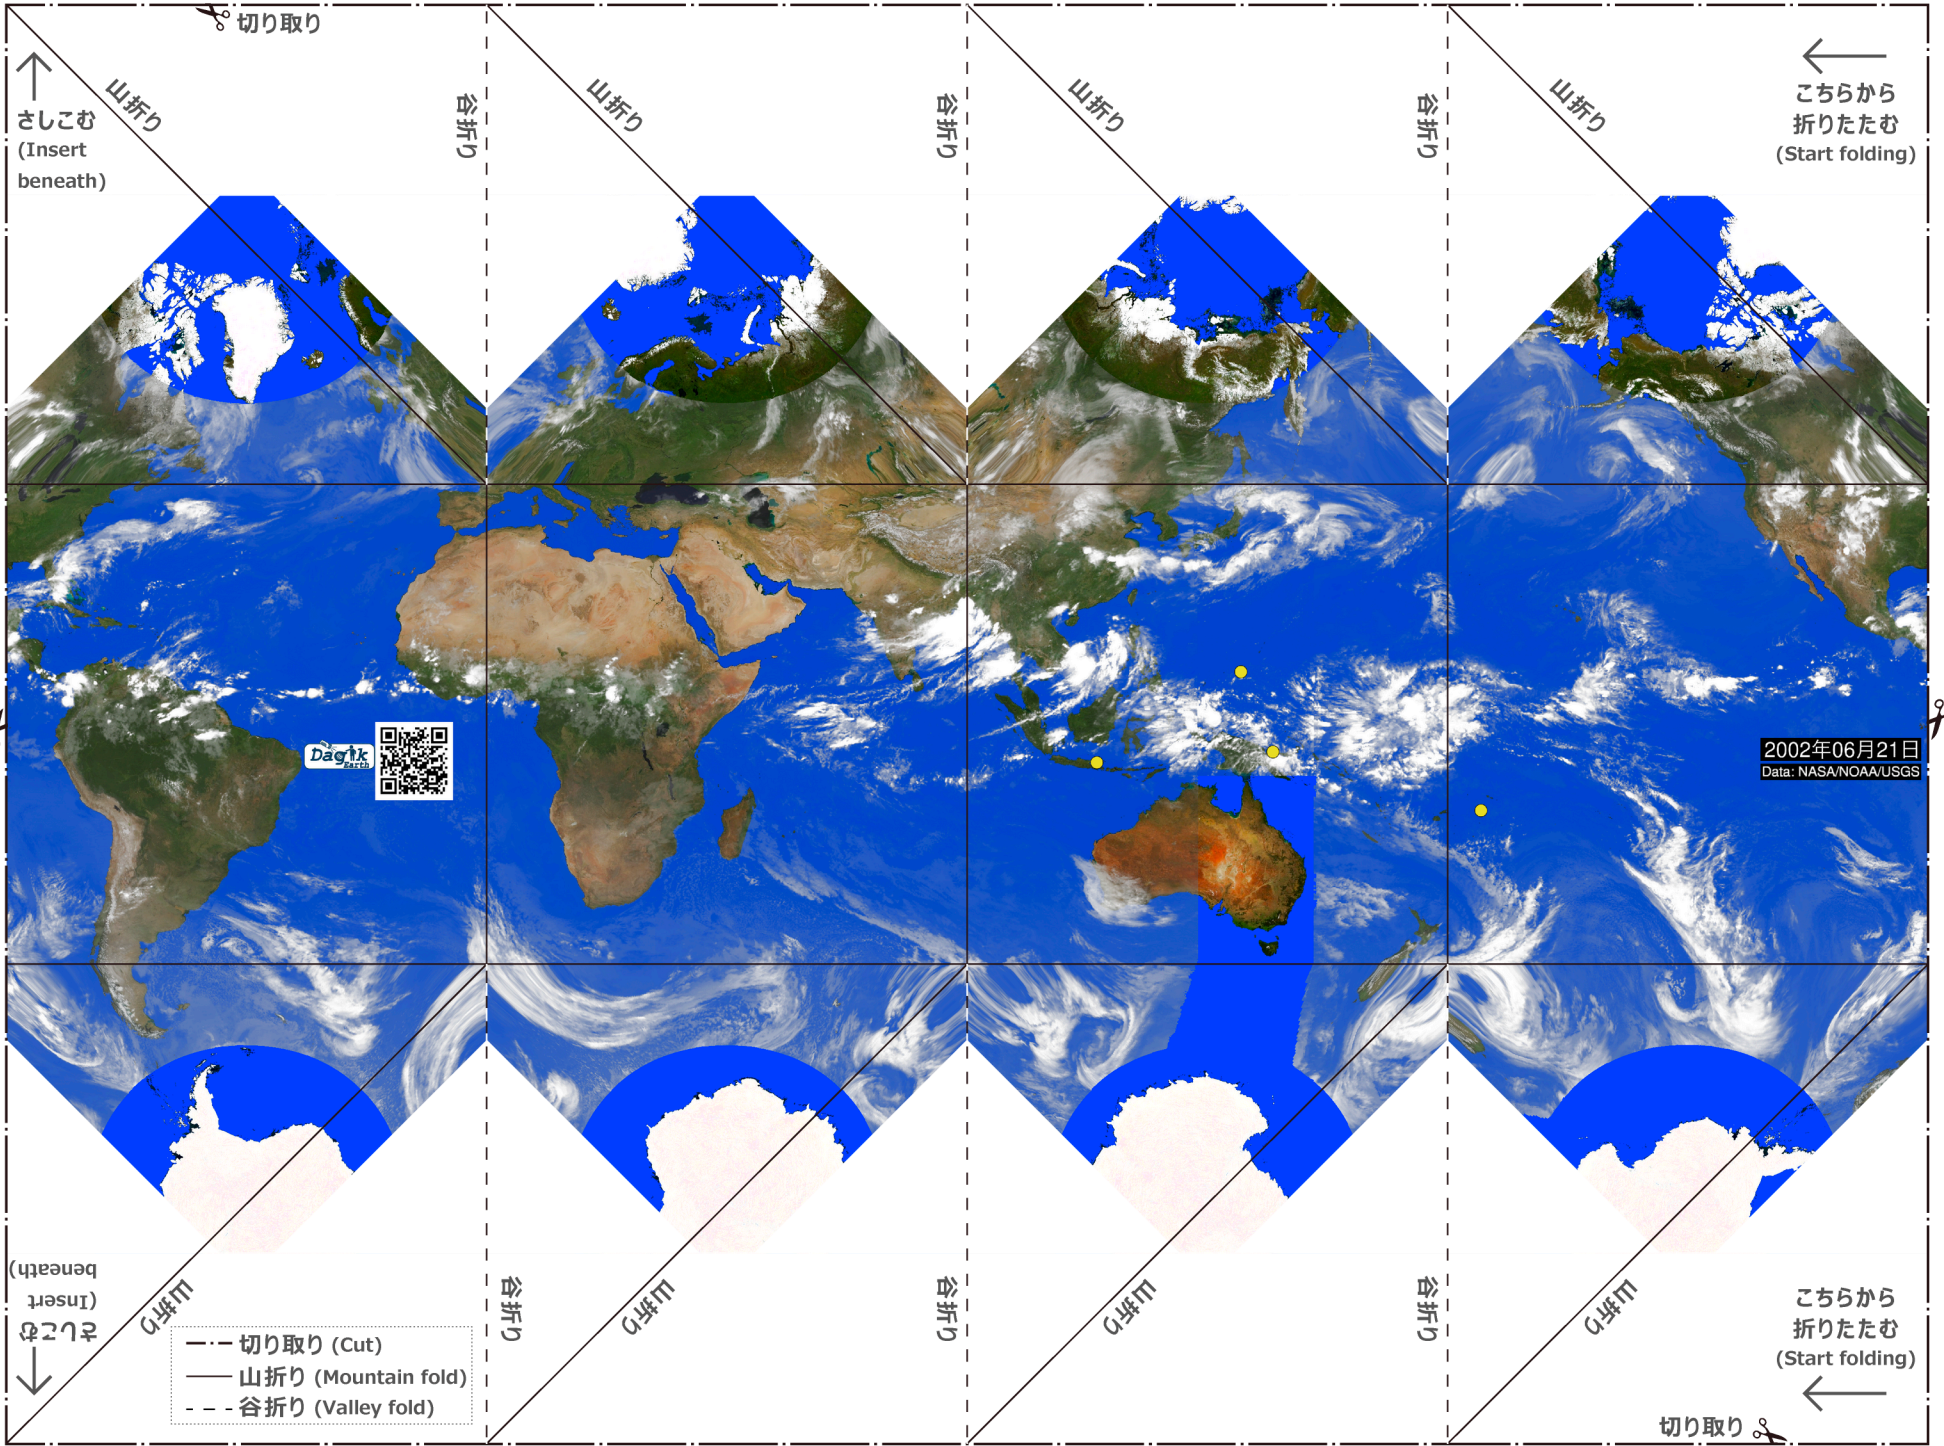 切り取り
山折り
谷折り
山折り
谷折り
山折り
谷折り
山折り
さしこむ
(Insert
beneath)
こちらから
折りたたむ
(Start folding)
Dagik
Earth
2002年06月21日
Data: NASA/NOAA/USGS
さしこむ
(Insert
beneath)
山折り
谷折り
山折り
谷折り
山折り
谷折り
山折り
こちらから
折りたたむ
(Start folding)
切り取り (Cut)
山折り (Mountain fold)
谷折り (Valley fold)
切り取り